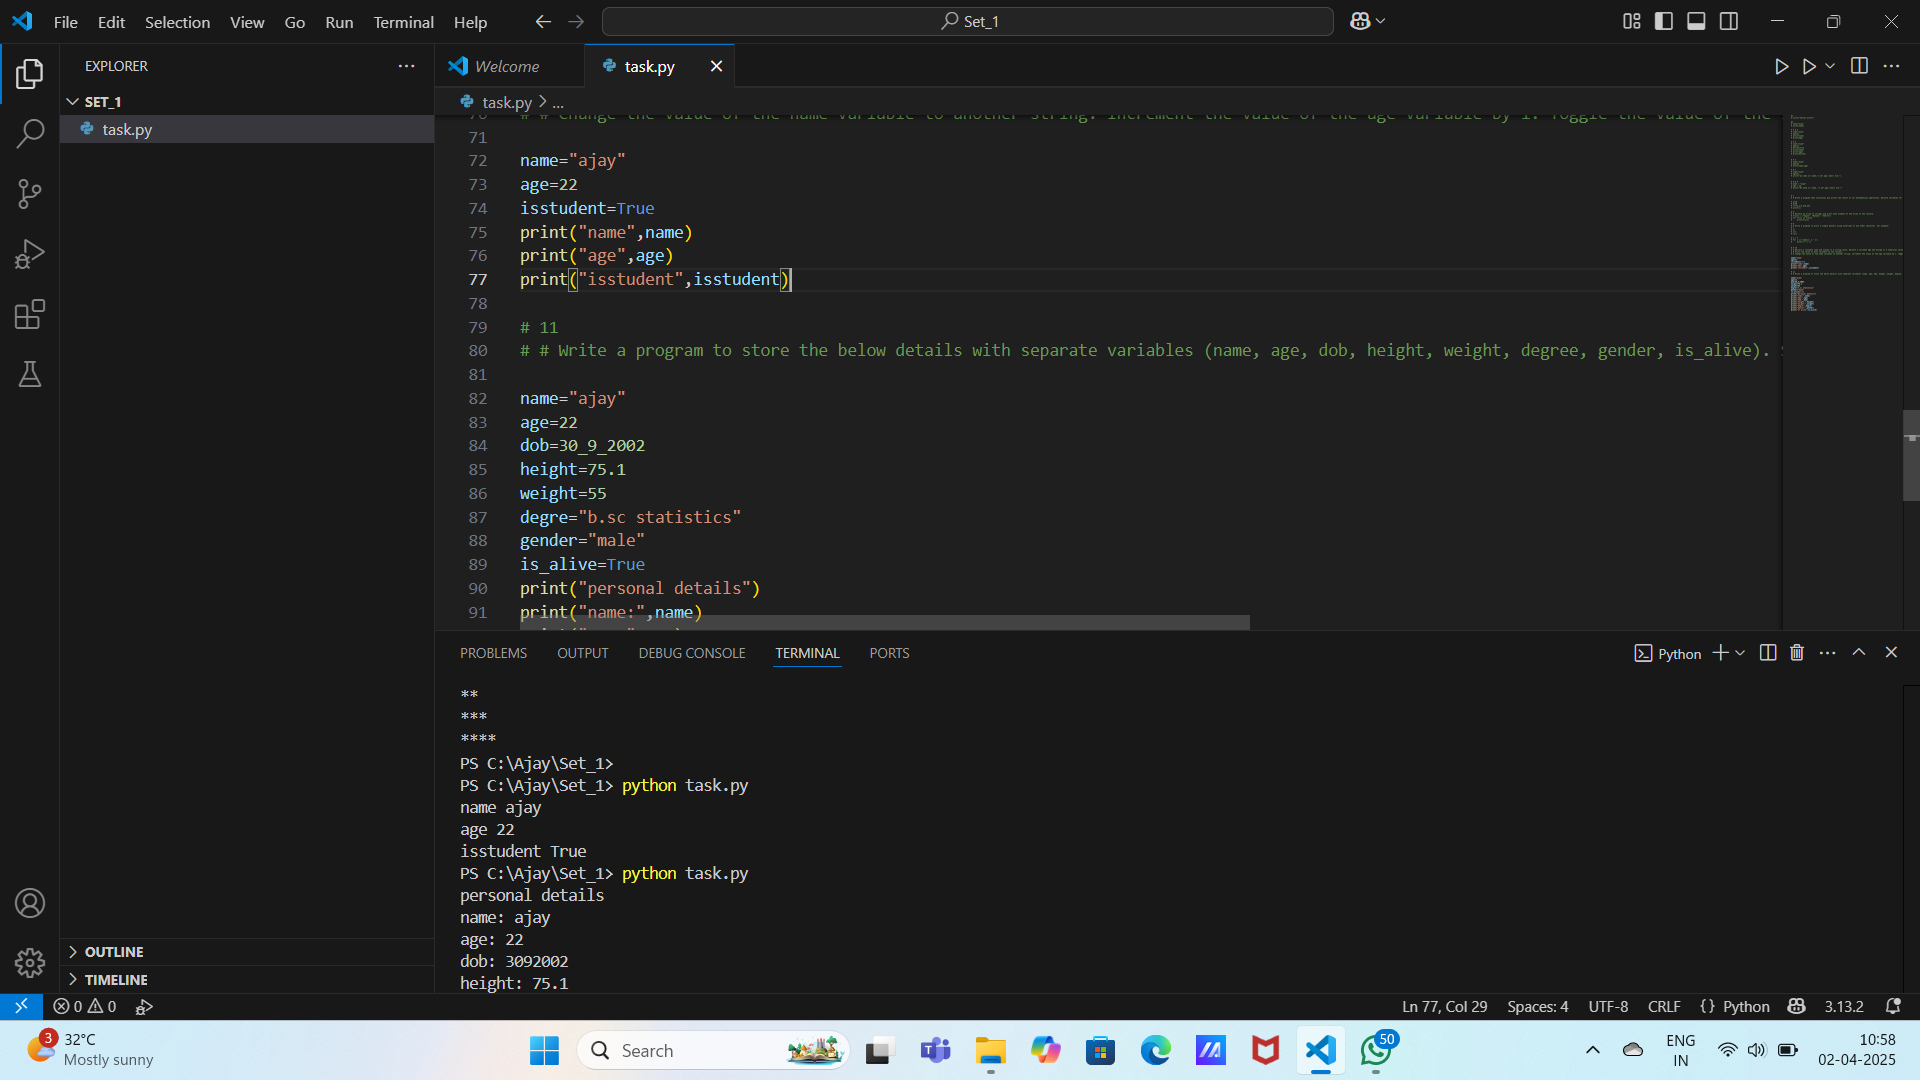 File Edit Selection View Go Run Terminal Help
Set_1
EXPLORER
SET_1
task.py
OUTLINE
TIMELINE
Welcome
task.py
task.py > ...
70 # # Change the value of the name variable to another string. Increment the value of the age variable by 1. Toggle the value of the
71
72 name="ajay"
73 age=22
74 isstudent=True
75 print("name",name)
76 print("age",age)
77 print("isstudent",isstudent)
78
79 # 11
80 # # Write a program to store the below details with separate variables (name, age, dob, height, weight, degree, gender, is_alive).
81
82 name="ajay"
83 age=22
84 dob=30_9_2002
85 height=75.1
86 weight=55
87 degre="b.sc statistics"
88 gender="male"
89 is_alive=True
90 print("personal details")
91 print("name:",name)
PROBLEMS OUTPUT DEBUG CONSOLE TERMINAL PORTS
Python
**
***
****
PS C:\Ajay\Set_1>
PS C:\Ajay\Set_1> python task.py
name ajay
age 22
isstudent True
PS C:\Ajay\Set_1> python task.py
personal details
name: ajay
age: 22
dob: 3092002
height: 75.1
0 0
Ln 77, Col 29 Spaces: 4 UTF-8 CRLF {} Python 3.13.2
3
32°C
Mostly sunny
Search
50
ENG
IN
10:58
02-04-2025